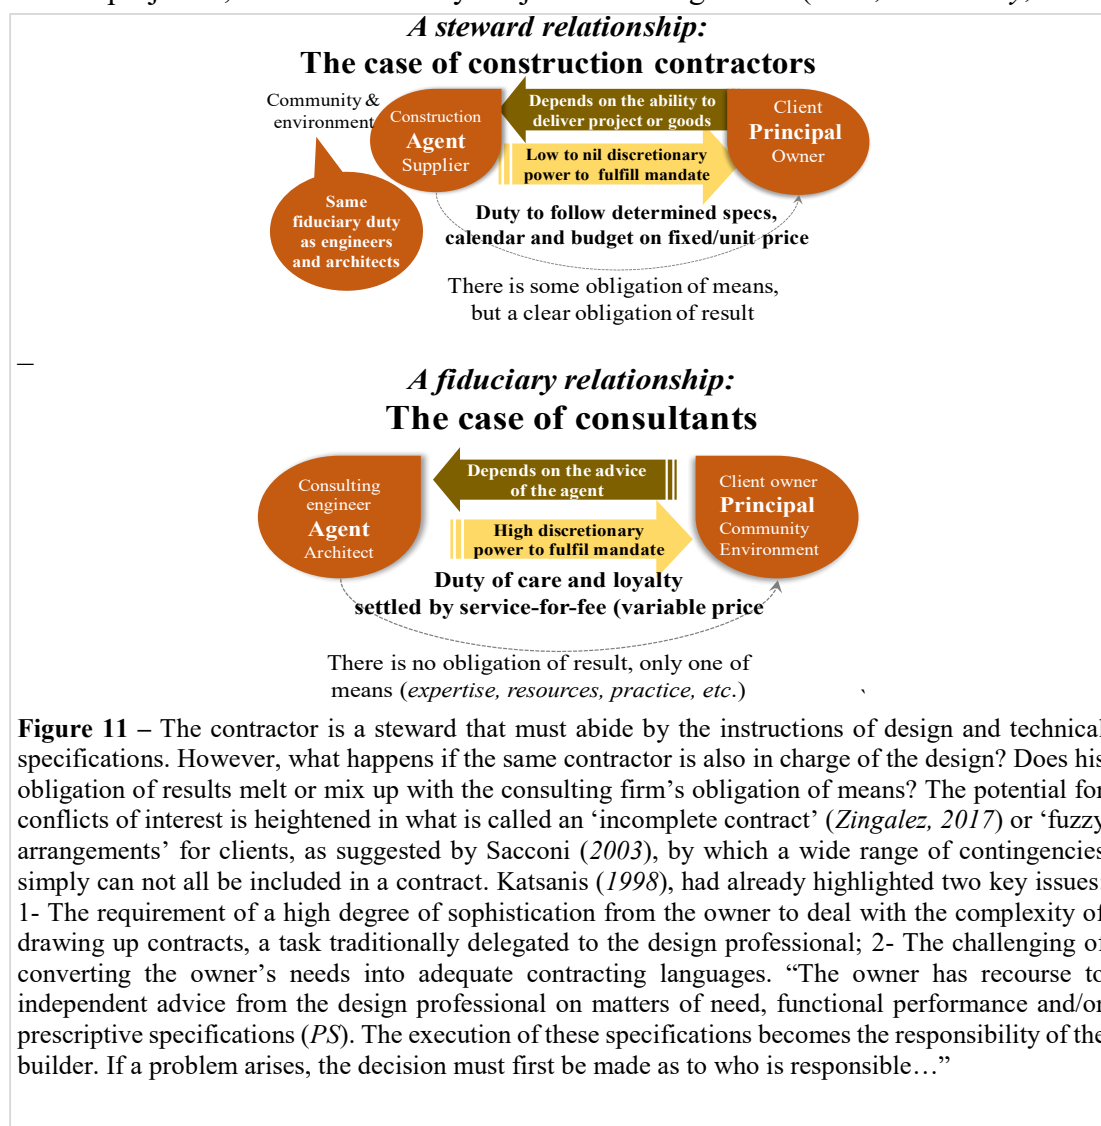 A steward relationship:
The case of construction contractors
Community &
environment
Construction
Agent
Supplier
Depends on the ability to
deliver project or goods
Low to nil discretionary
power to fulfill mandate
Client
Principal
Owner
Same
fiduciary duty
as engineers
and architects
Duty to follow determined specs,
calendar and budget on fixed/unit price
There is some obligation of means,
but a clear obligation of result
_
A fiduciary relationship:
The case of consultants
Consulting
engineer
Agent
Architect
Depends on the advice
of the agent
High discretionary
power to fulfil mandate
Client owner
Principal
Community
Environment
Duty of care and loyalty
settled by service-for-fee (variable price
There is no obligation of result, only one of
means (expertise, resources, practice, etc.)
`
Figure 11 – The contractor is a steward that must abide by the instructions of design and technical
specifications. However, what happens if the same contractor is also in charge of the design? Does his
obligation of results melt or mix up with the consulting firm's obligation of means? The potential for
conflicts of interest is heightened in what is called an 'incomplete contract' (Zingalez, 2017) or 'fuzzy
arrangements' for clients, as suggested by Sacconi (2003), by which a wide range of contingencies
simply can not all be included in a contract. Katsanis (1998), had already highlighted two key issues:
1- The requirement of a high degree of sophistication from the owner to deal with the complexity of
drawing up contracts, a task traditionally delegated to the design professional; 2- The challenging of
converting the owner's needs into adequate contracting languages. “The owner has recourse to
independent advice from the design professional on matters of need, functional performance and/or
prescriptive specifications (PS). The execution of these specifications becomes the responsibility of the
builder. If a problem arises, the decision must first be made as to who is responsible…”